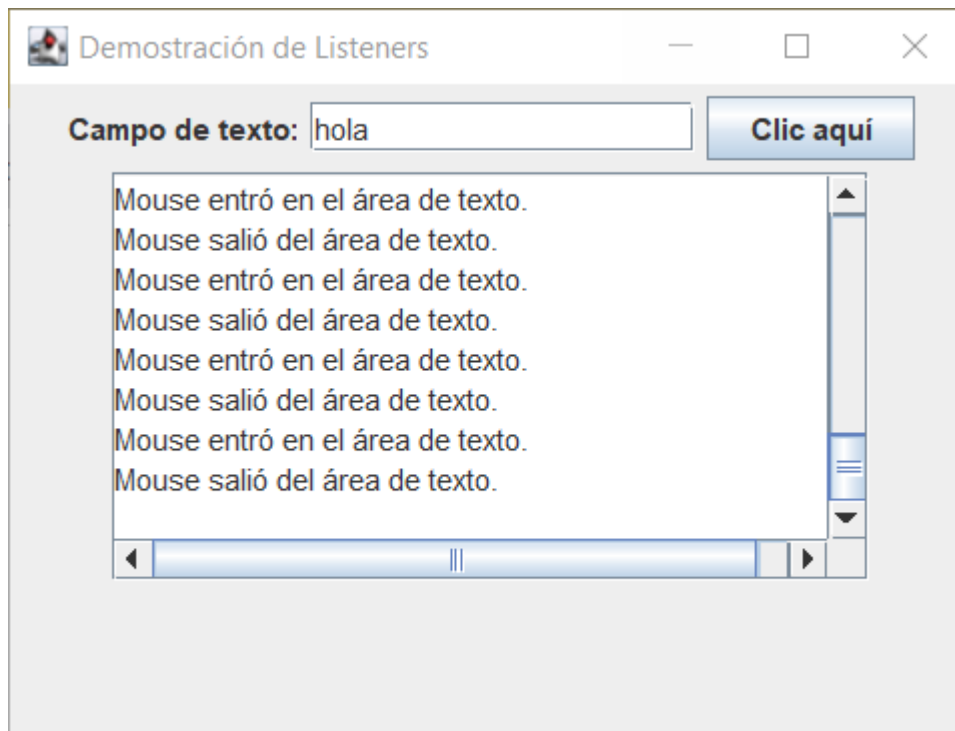 Demostración de Listeners
Campo de texto: hola Clic aquí
Mouse entró en el área de texto.
Mouse salió del área de texto.
Mouse entró en el área de texto.
Mouse salió del área de texto.
Mouse entró en el área de texto.
Mouse salió del área de texto.
Mouse entró en el área de texto.
Mouse salió del área de texto.